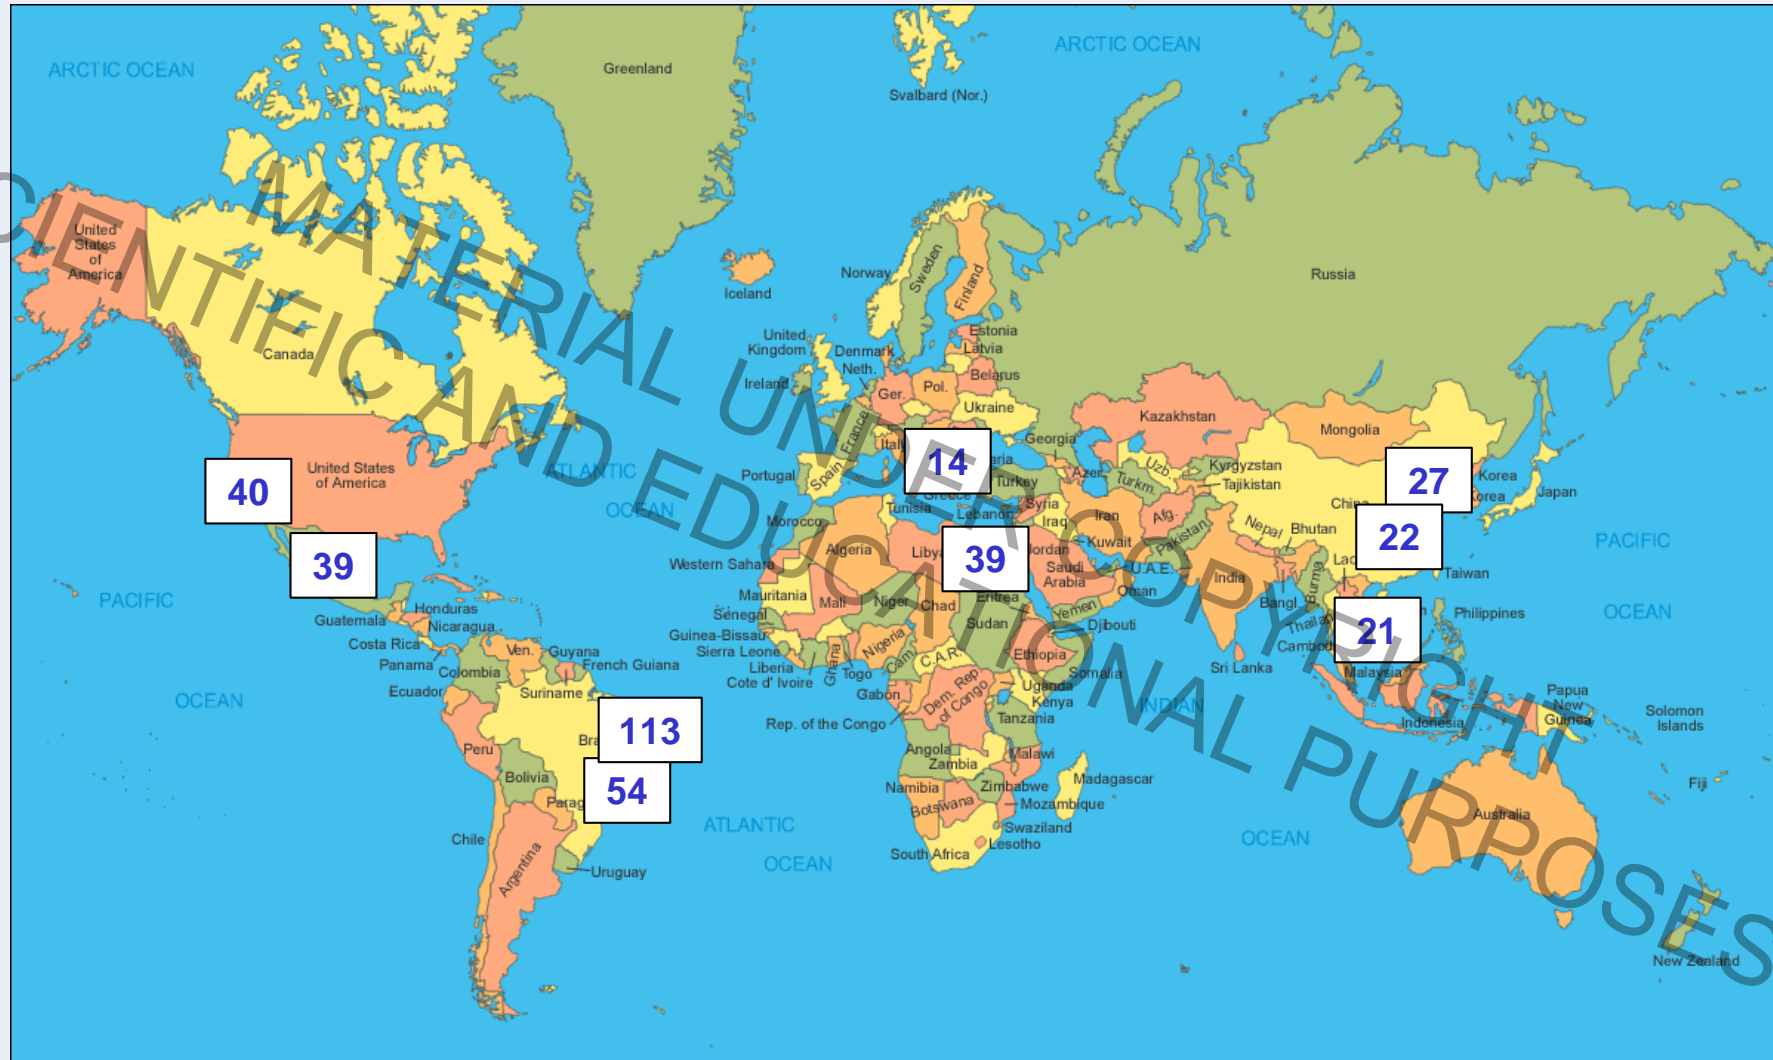 ARCTIC OCEAN
Greenland
Svalbard (Nor.)
ARCTIC OCEAN
United
States
of
America
Canada
Iceland
Norway
Sweden
Finland
Russia
United
Kingdom
Ireland
Denmark
Neth.
Estonia
Latvia
Belarus
Ger.
Pol.
Ukraine
France
Italy
Portugal
Spain
Georgia
Kazakhstan
Mongolia
United States
of America
ATLANTIC
OCEAN
40
39
14
aria
Greece
Turkey
Azer.
Uzb.
Turkm.
Kyrgyzstan
Tajikistan
China
27
22
Korea
orea
Japan
Morocco
Tunisia
Lebanon
Syria
Iraq
Iran
Afg.
Pakistan
Nepal
Bhutan
Algeria
Libya
39
Jordan
Kuwait
Saudi
Arabia
U.A.E.
Oman
India
Bangl.
Burma
Lao
Taiwan
PACIFIC
OCEAN
Western Sahara
Mauritania
Mali
Niger
Chad
Eritrea
Yemen
Sudan
Djibouti
Senegal
Guinea-Bissau
Sierra Leone
Liberia
Cote d' Ivoire
Ghana
Togo
Nigeria
Cam.
C.A.R.
Ethiopia
Somalia
Sri Lanka
Thailan
Cambod
21
n
Philippines
Malaysia
Indonesia
Papua
New
Guinea
Solomon
Islands
PACIFIC
OCEAN
Guatemala
Honduras
Nicaragua
Costa Rica
Panama
Colombia
Ven.
Guyana
French Guiana
Suriname
Ecuador
Peru
Bra
113
54
Bolivia
Parag
Chile
Argentina
Uruguay
ATLANTIC
OCEAN
Gabon
Rep. of the Congo
Dem. Rep.
of Congo
Uganda
Kenya
Tanzania
Angola
Zambia
Malawi
Namibia
Botswana
Zimbabwe
Mozambique
Madagascar
Swaziland
Lesotho
South Africa
INDIAN
OCEAN
Australia
Fiji
New Zealand
MATERIAL UNDER COPYRIGHT
CIENTIFIC AND EDUCATIONAL PURPOSES